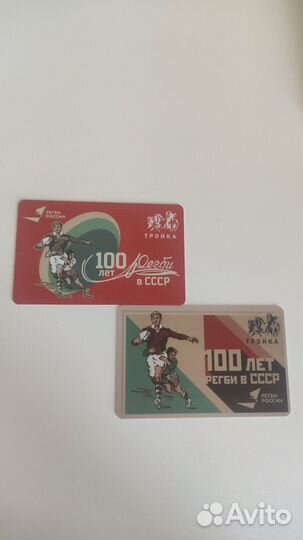 РЕГБИ
РОССИИ
ТРОЙКА
100 Регби
ЛЕТ
в СССР
ТРОЙКА
100 ЛЕТ
РЕГБИ В СССР
РЕГБИ
РОССИИ
Avito